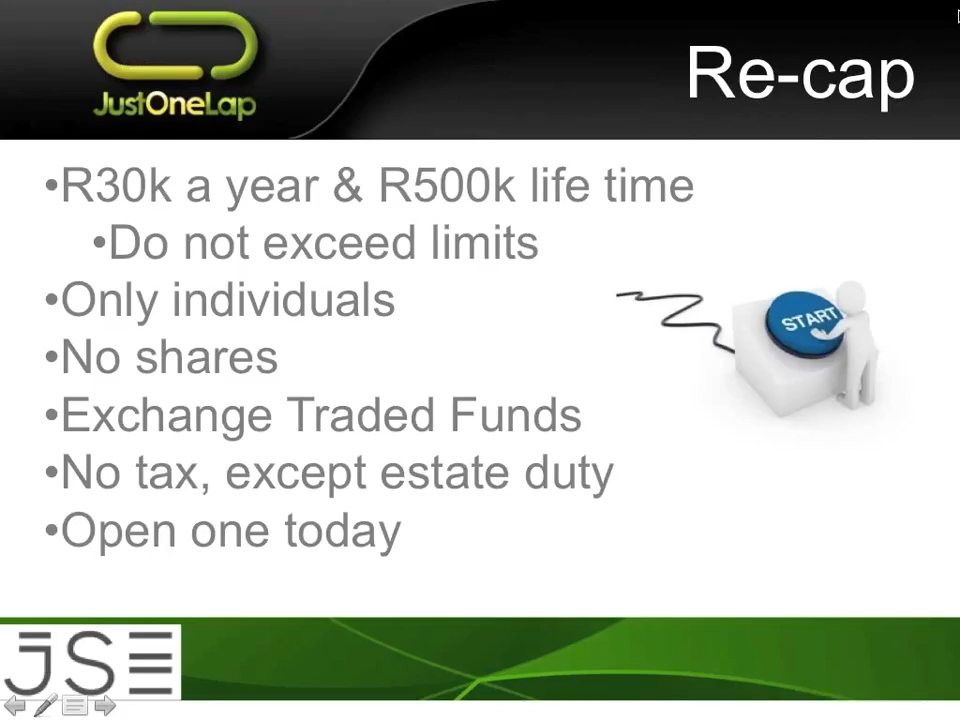 JustOneLap
Re-cap
•R30k a year & R500k life time
•Do not exceed limits
•Only individuals
START
•No shares
•Exchange Traded Funds
•No tax, except estate duty
•Open one today
JSE